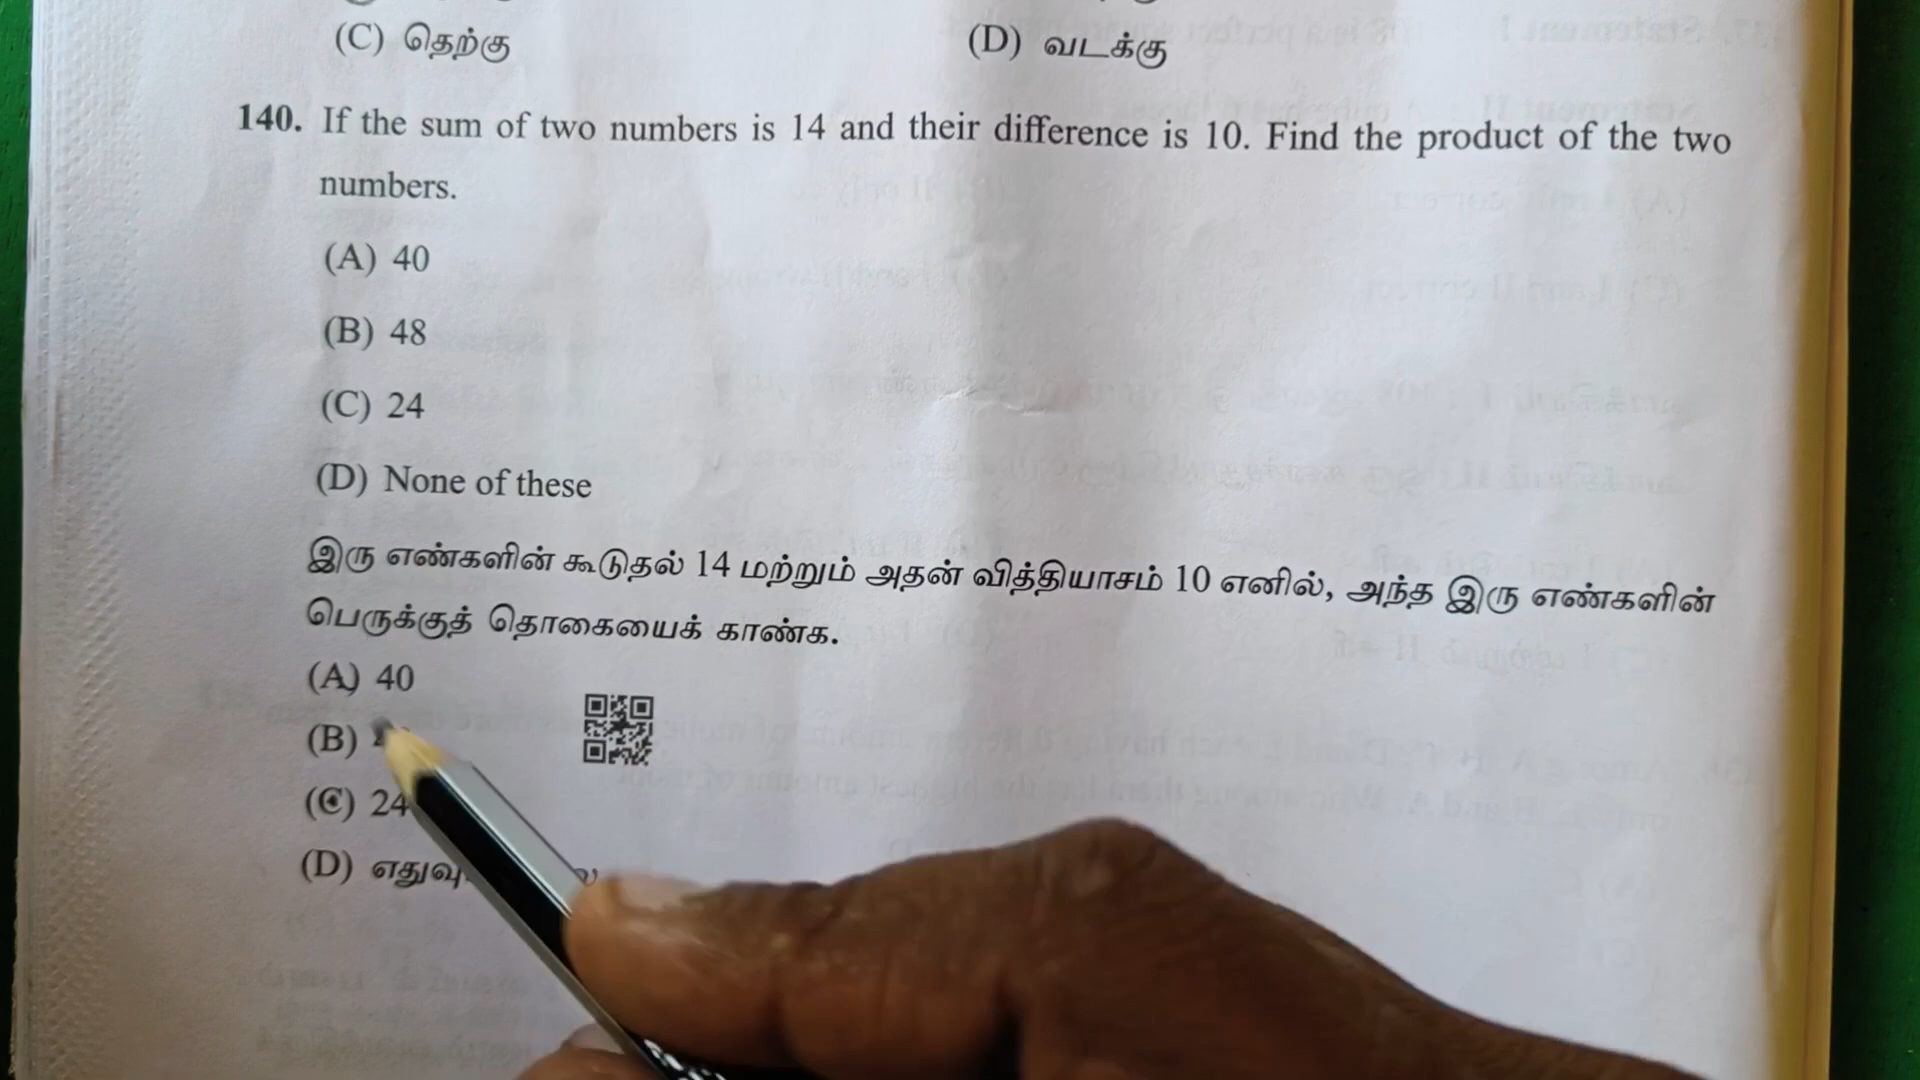 (C) தெற்கு (D) வடக்கு
140. If the sum of two numbers is 14 and their difference is 10. Find the product of the two
numbers.
(A) 40
(B) 48
(C) 24
(D) None of these
இரு எண்களின் கூடுதல் 14 மற்றும் அதன் வித்தியாசம் 10 எனில், அந்த இரு எண்களின்
பெருக்குத் தொகையைக் காண்க.
(A) 40
(B)
(C) 24
(D)